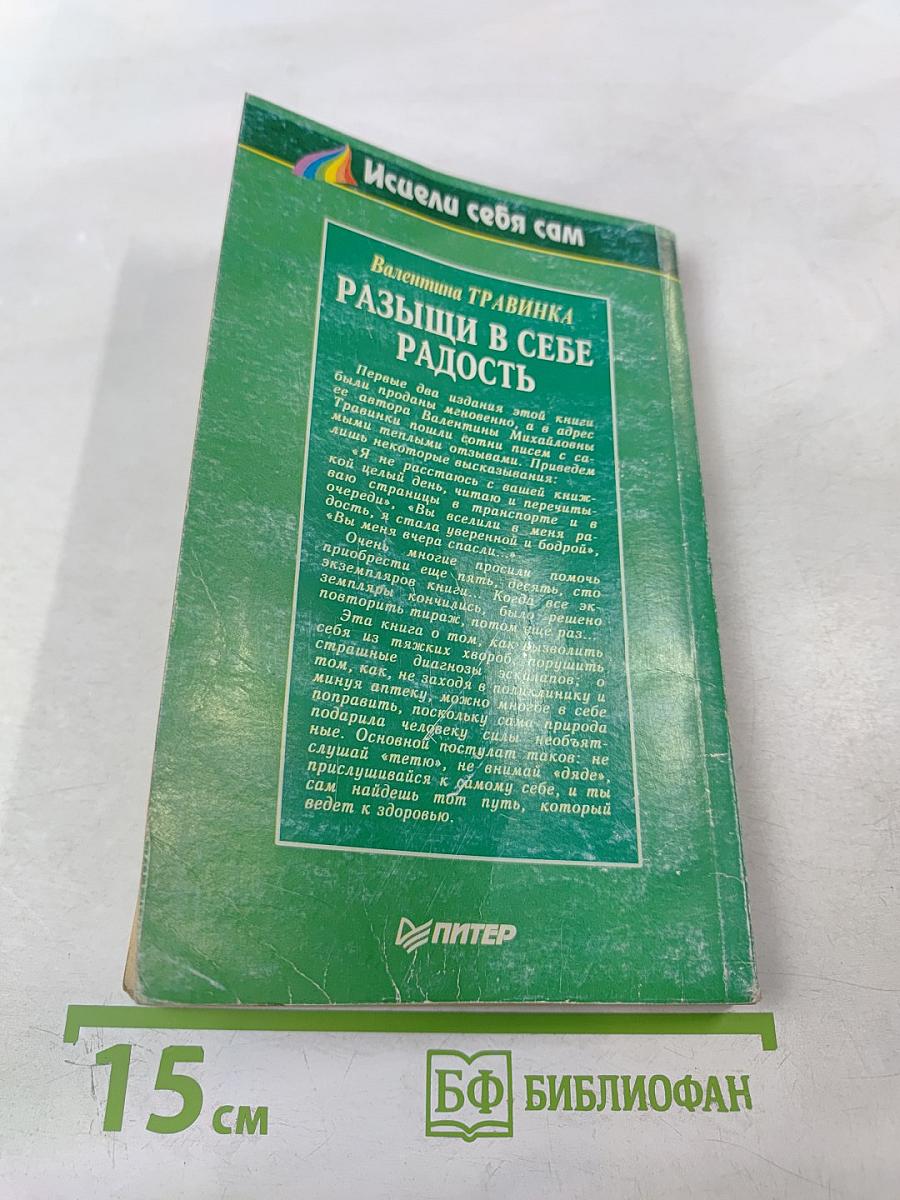 Исцели себя сам
Валентина ТРАВИНКА
РАЗЫЩИ В СЕБЕ
РАДОСТЬ
Первые два издания этой книги
были проданы мгновенно, а в адрес
ее автора Валентины Михайловны
Травинки пошли сотни писем с са-
мыми теплыми отзывами. Приведем
лишь некоторые высказывания:
«Я не расстаюсь с вашей книж-
кой целый день, читаю и перечиты-
ваю страницы в транспорте и в
очереди», «Вы вселили в меня ра-
дость, я стала уверенной и бодрой»,
«Вы меня вчера спасли...»
Очень многие просили помочь
приобрести еще пять, десять, сто
экземпляров книги... Когда все эк-
земпляры кончились, было решено
повторить тираж, потом еще раз...
Эта книга о том, как вызволить
себя из тяжких хвороб, порушить
страшные диагнозы эскулапов; о
том, как, не заходя в поликлинику и
минуя аптеку, можно многое в себе
поправить, поскольку сама природа
подарила человеку силы необъят-
ные. Основной постулат таков: не
слушай «тетю», не внимай «дяде»,
прислушивайся к самому себе, и ты
сам найдешь тот путь, который
ведет к здоровью.
ПИТЕР
15 см
БФ БИБЛИОФАН